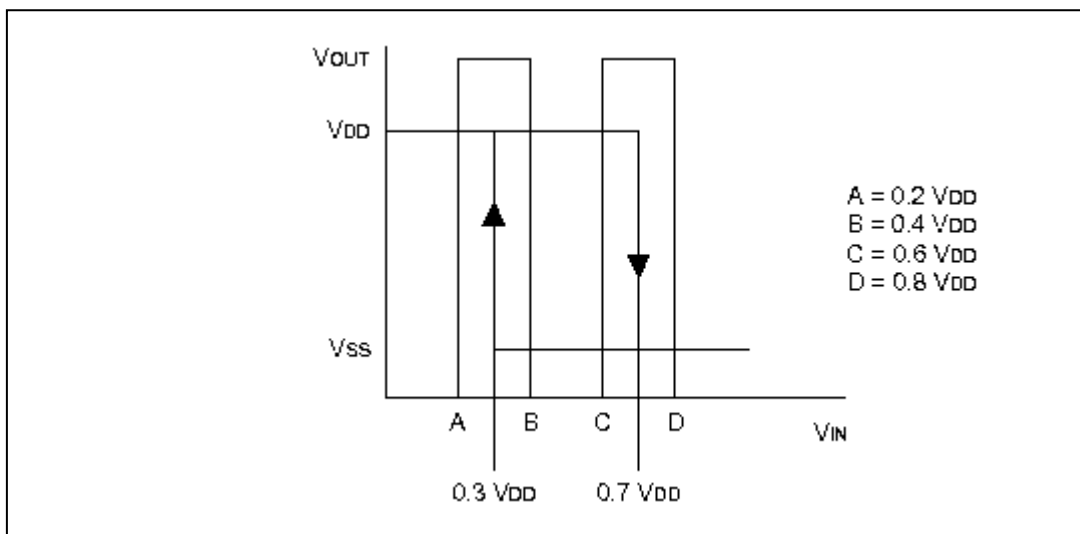 VOUT
VDD
VSS
A B C D
VIN
0.3 VDD 0.7 VDD
A = 0.2 VDD
B = 0.4 VDD
C = 0.6 VDD
D = 0.8 VDD